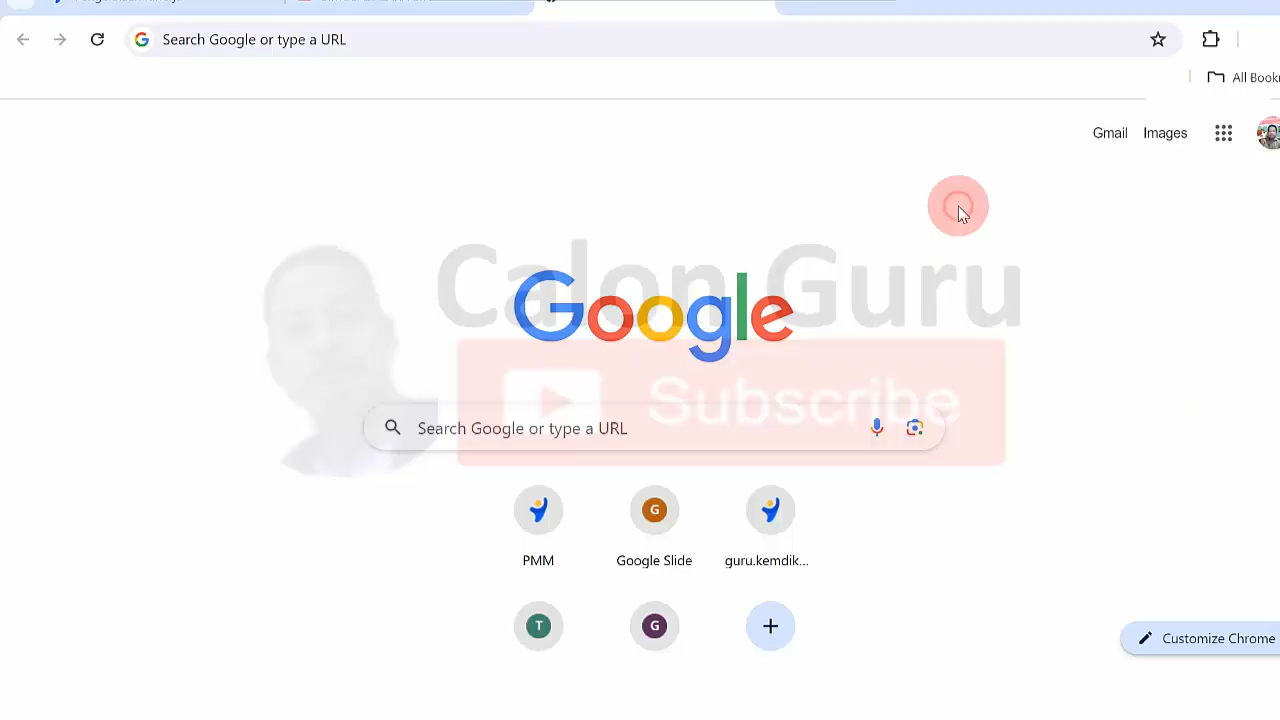 Search Google or type a URL
All Book
Gmail Images
Calon Guru
Google
Subscribe
Search Google or type a URL
G
PMM Google Slide guru.kemdik...
T G
Customize Chrome